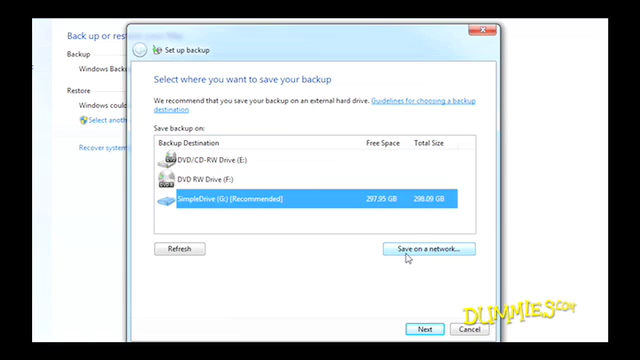 Back up or restore your files
Set up backup
Backup
Windows Backup
Select where you want to save your backup
Restore
We recommend that you save your backup on an external hard drive. Guidelines for choosing a backup
destination
Windows could
Select anoth
Save backup on:
Recover system
Backup Destination Free Space Total Size
DVD/CD-RW Drive (E:)
DVD RW Drive (F:)
SimpleDrive (G:) [Recommended] 297.95 GB 298.09 GB
Refresh Save on a network...
DUMMIES.COM
Next Cancel